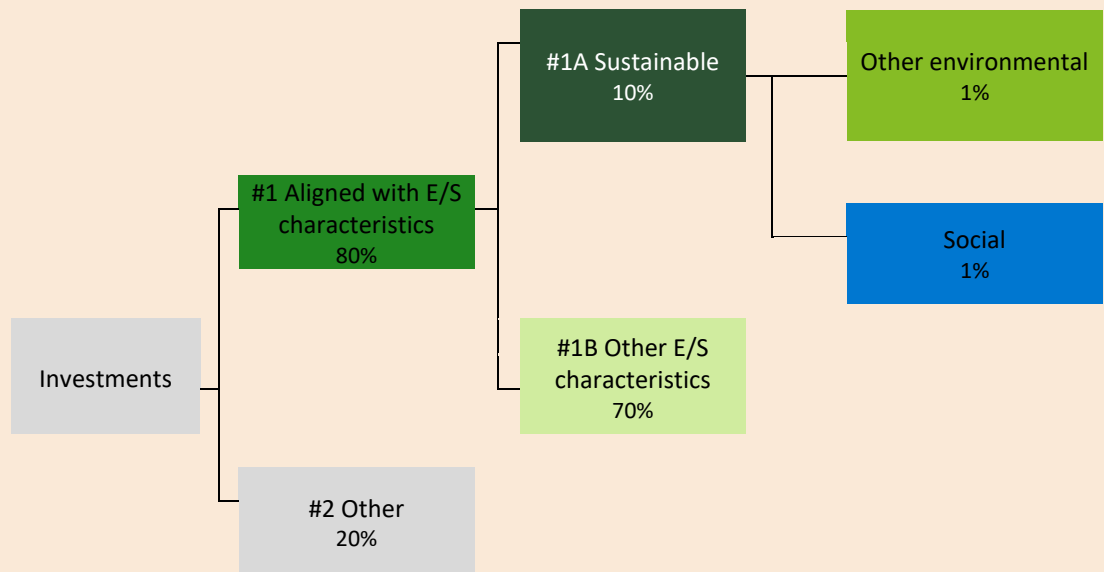 #1A Sustainable
10%
Other environmental
1%
#1 Aligned with E/S
characteristics
80%
Social
1%
Investments
#1B Other E/S
characteristics
70%
#2 Other
20%